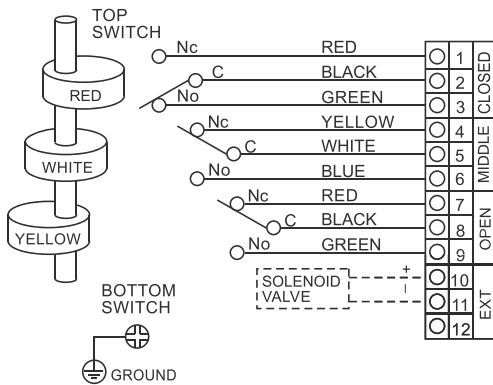 TOP
SWITCH
RED
WHITE
YELLOW
BOTTOM
SWITCH
GROUND
Nc RED 1
C BLACK 2
No GREEN 3
CLOSED
Nc YELLOW 4
C WHITE 5
No BLUE 6
MIDDLE
Nc RED 7
C BLACK 8
No GREEN 9
OPEN
SOLENOID
VALVE
+ 10
- 11
12
EXT